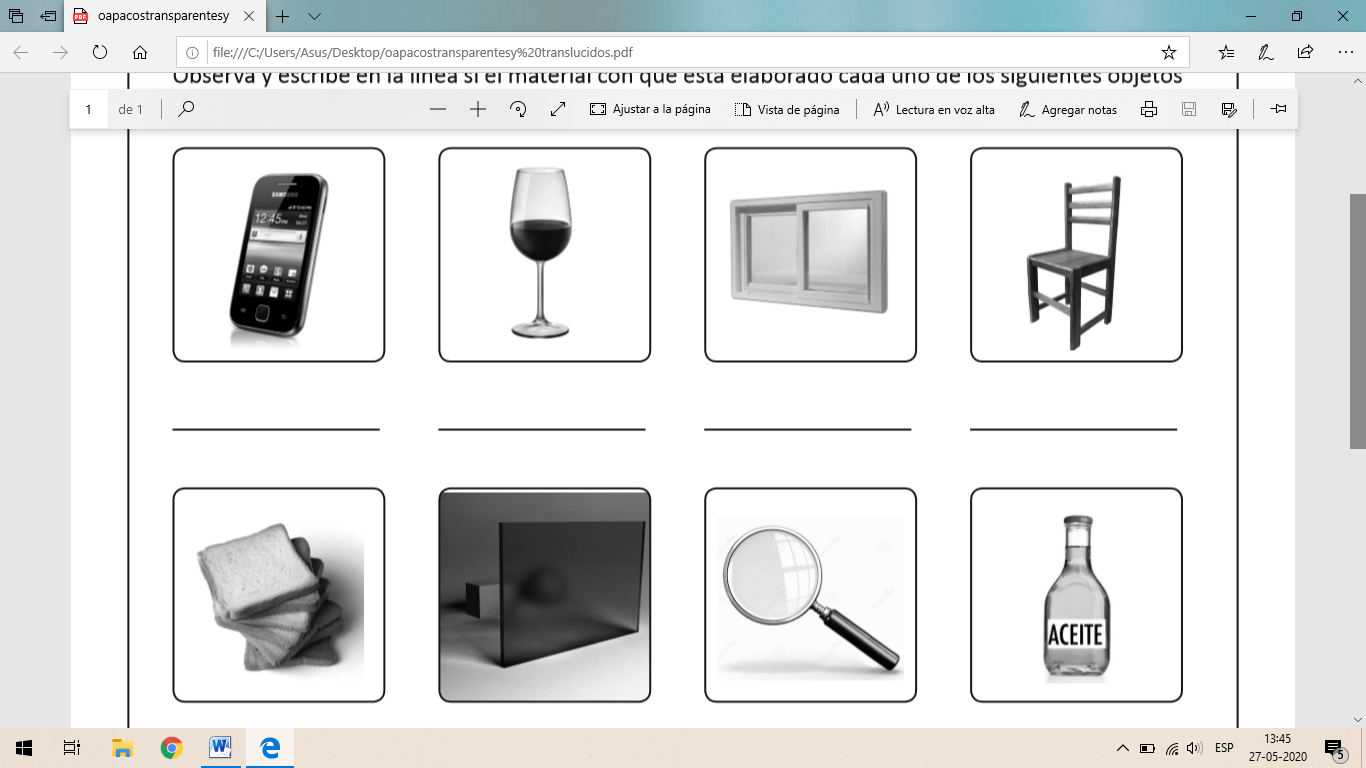 oapacostransparentesy
file:///C:/Users/Asus/Desktop/oapacostransparentesy%20translucidos.pdf
Observa y escribe en la línea si el material con que está elaborado cada uno de los siguientes objetos
1 de 1
Ajustar a la página
Vista de página
Lectura en voz alta
Agregar notas
SAMSUNG
12:45
ACEITE
ESP
13:45
27-05-2020
5